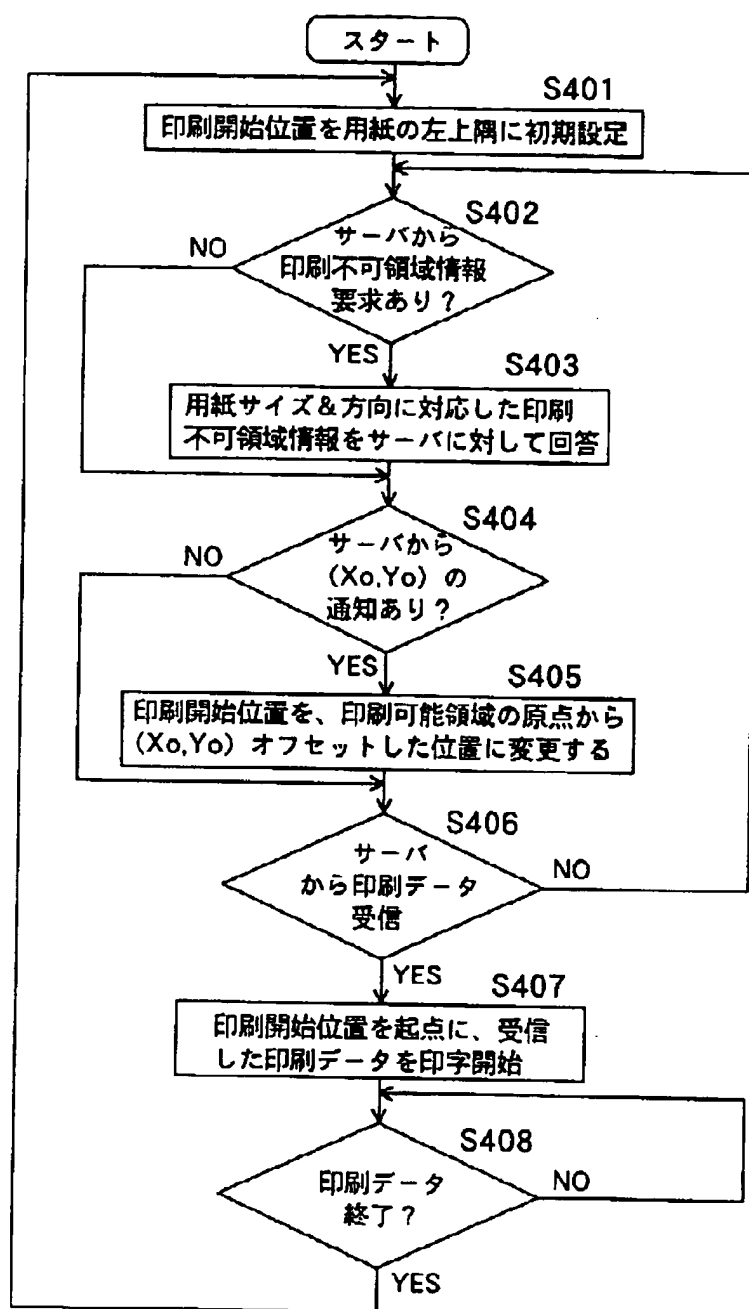 スタート
S401
印刷開始位置を用紙の左上隅に初期設定
S402
サーバから
印刷不可領域情報
要求あり？
NO
YES
S403
用紙サイズ&方向に対応した印刷
不可領域情報をサーバに対して回答
S404
サーバから
(Xo,Yo) の
通知あり？
NO
YES
S405
印刷開始位置を、印刷可能領域の原点から
(Xo,Yo) オフセットした位置に変更する
S406
サーバ
から印刷データ
受信
NO
YES
S407
印刷開始位置を起点に、受信
した印刷データを印字開始
S408
印刷データ
終了？
NO
YES